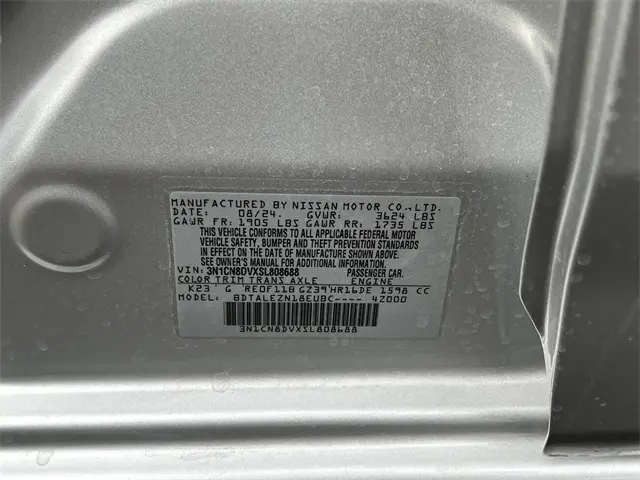 MANUFACTURED BY NISSAN MOTOR CO.,LTD.
DATE: 08/24. GVWR: 3624 LBS
GAWR FR: 1905 LBS GAWR RR: 1735 LBS
THIS VEHICLE CONFORMS TO ALL APPLICABLE FEDERAL MOTOR
VEHICLE SAFETY, BUMPER AND THEFT PREVENTION STANDARDS
IN EFFECT ON THE DATE OF MANUFACTURE SHOWN ABOVE.
SEE OWNER'S MANUAL FOR ADDITIONAL INFORMATION.
VIN: 3N1CN8DVXSL808688 PASSENGER CAR.
COLOR TRIM TRANS AXLE ENGINE
K23 G RE0F11B GZ39 HR16DE 1598 CC
MODEL: BDTALEZN18EUBC---- 4Z000
3N1CN8DVXSL808688